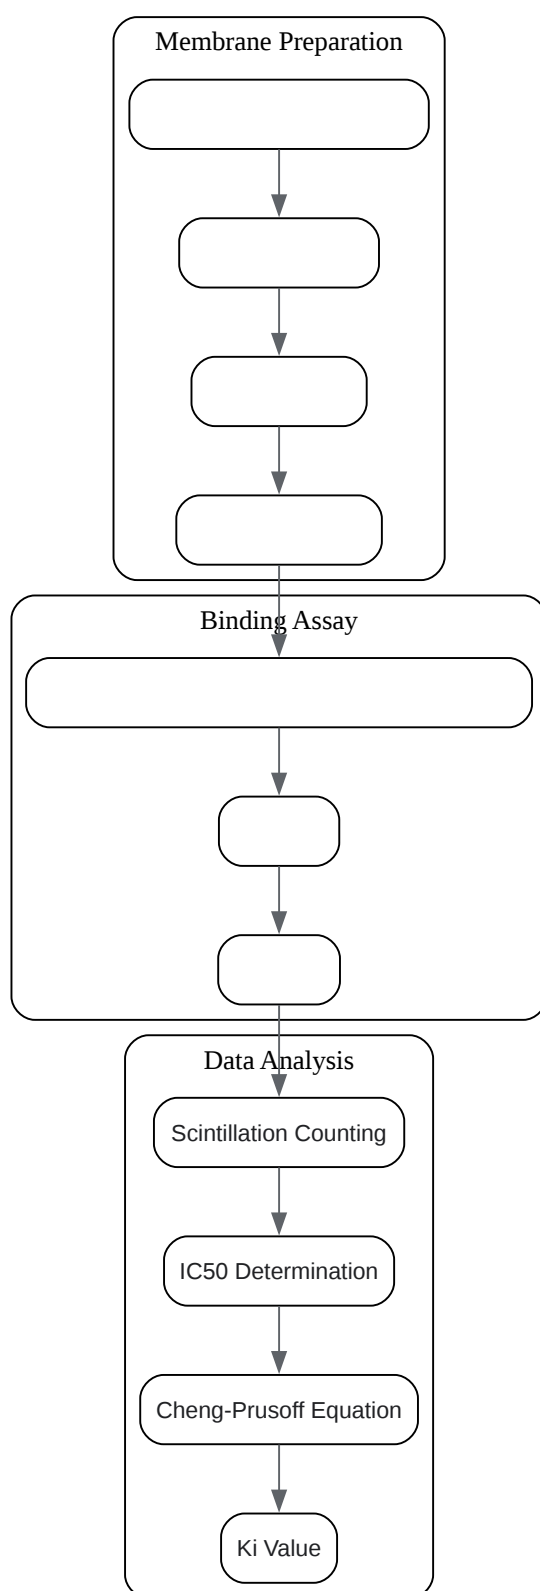 Membrane Preparation
Binding Assay
Data Analysis
Scintillation Counting
IC50 Determination
Cheng-Prusoff Equation
Ki Value